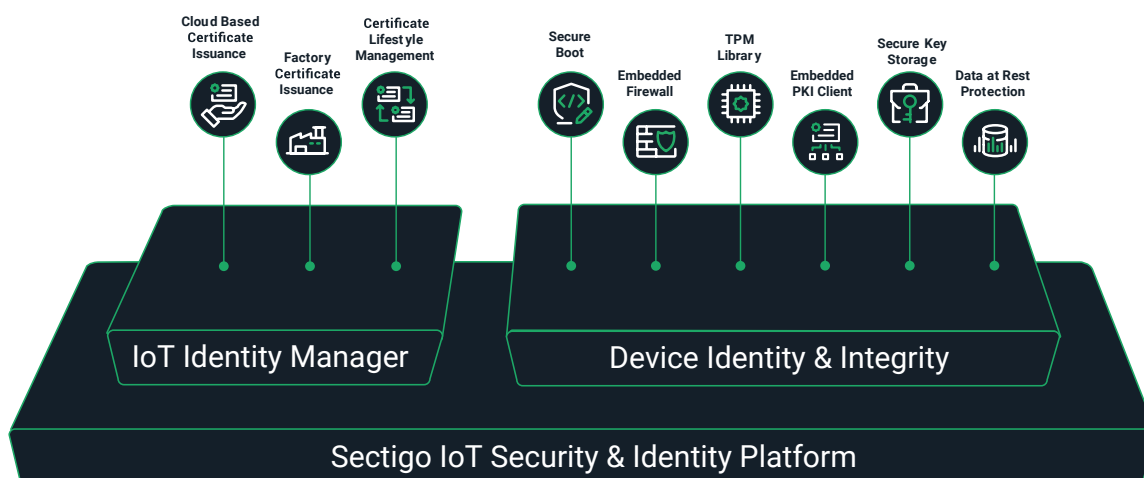 Cloud Based
Certificate
Issuance
Factory
Certificate
Issuance
Certificate
Lifestyle
Management
Secure
Boot
Embedded
Firewall
TPM
Library
Embedded
PKI Client
Secure Key
Storage
Data at Rest
Protection
IoT Identity Manager
Device Identity & Integrity
Sectigo IoT Security & Identity Platform